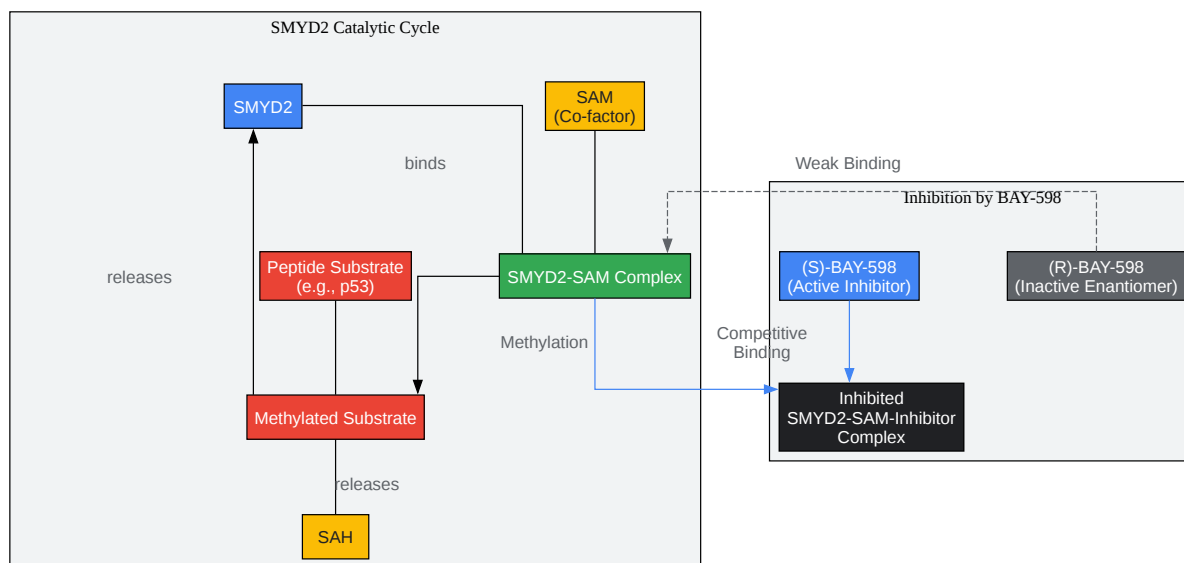 SMYD2 Catalytic Cycle
SMYD2
SAM
(Co-factor)
binds
Weak Binding
Inhibition by BAY-598
releases
Peptide Substrate
(e.g., p53)
SMYD2-SAM Complex
(S)-BAY-598
(Active Inhibitor)
(R)-BAY-598
(Inactive Enantiomer)
Methylation
Competitive
Binding
Methylated Substrate
Inhibited
SMYD2-SAM-Inhibitor
Complex
releases
SAH